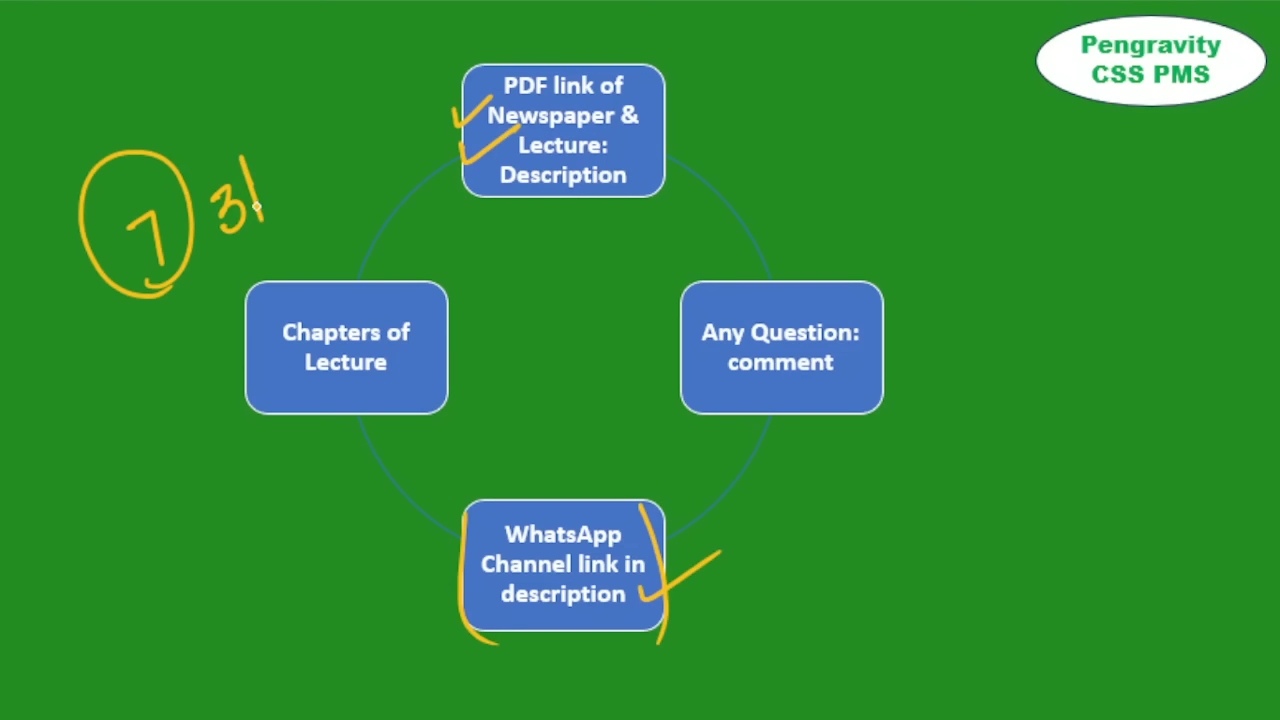 Pengravity
CSS PMS
PDF link of
Newspaper &
Lecture:
Description
7 31
Chapters of
Lecture
Any Question:
comment
WhatsApp
Channel link in
description